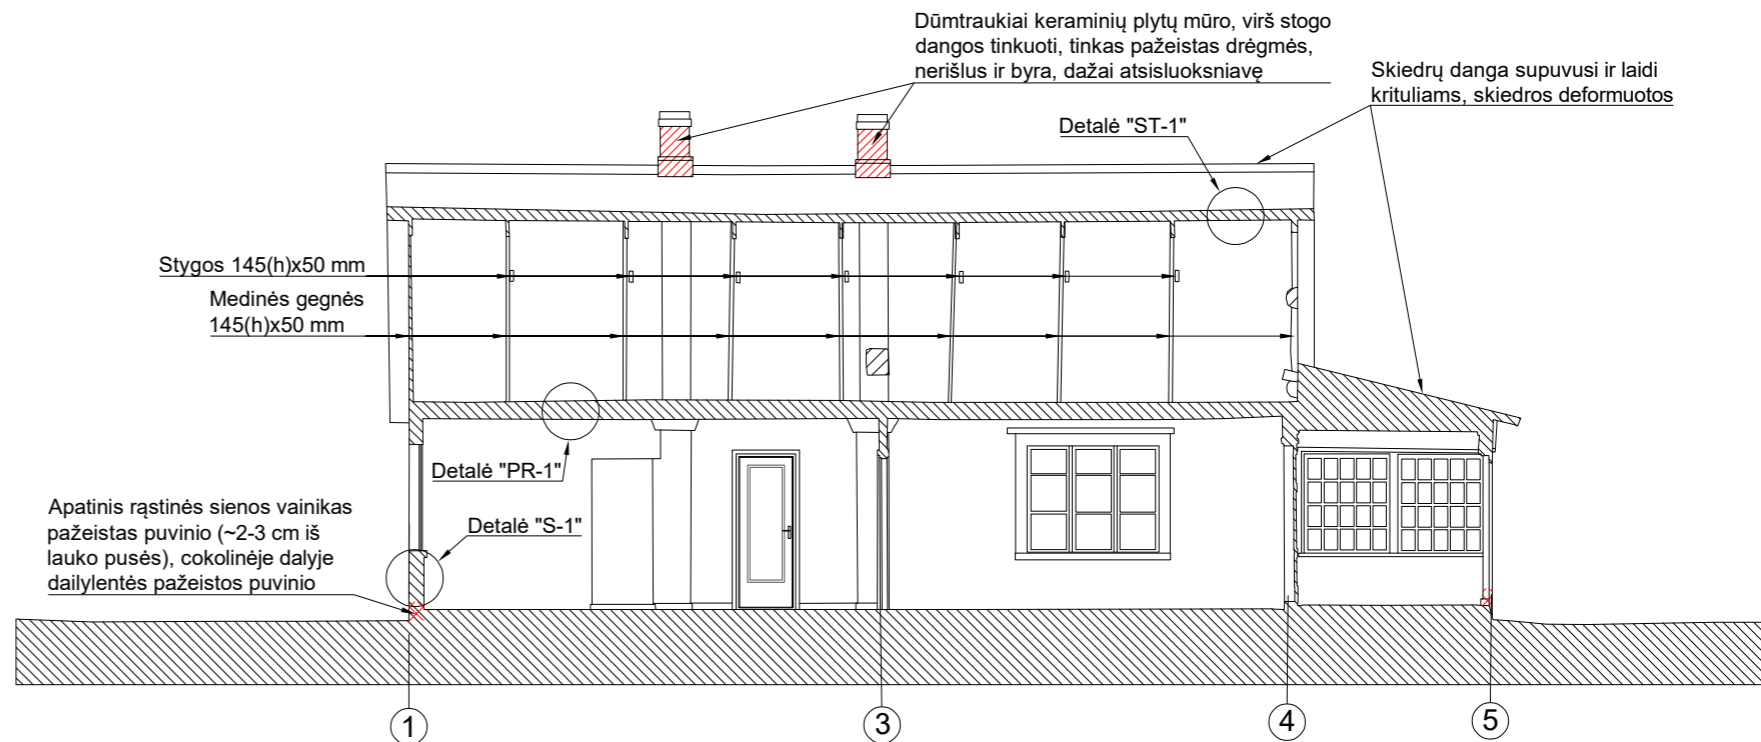 Dūmtraukiai keraminių plytų mūro, virš stogo
dangos tinkuoti, tinkas pažeistas drėgmės,
nerišlus ir byra, dažai atsisluoksniavę
Skiedrų danga supuvusi ir laidi
krituliams, skiedros deformuotos
Detalė "ST-1"
Stygos 145(h)x50 mm
Medinės gegnės
145(h)x50 mm
Detalė "PR-1"
Detalė "S-1"
Apatinis rąstinės sienos vainikas
pažeistas puvinio (~2-3 cm iš
lauko pusės), cokolinėje dalyje
dailylentės pažeistos puvinio
1
3
4
5